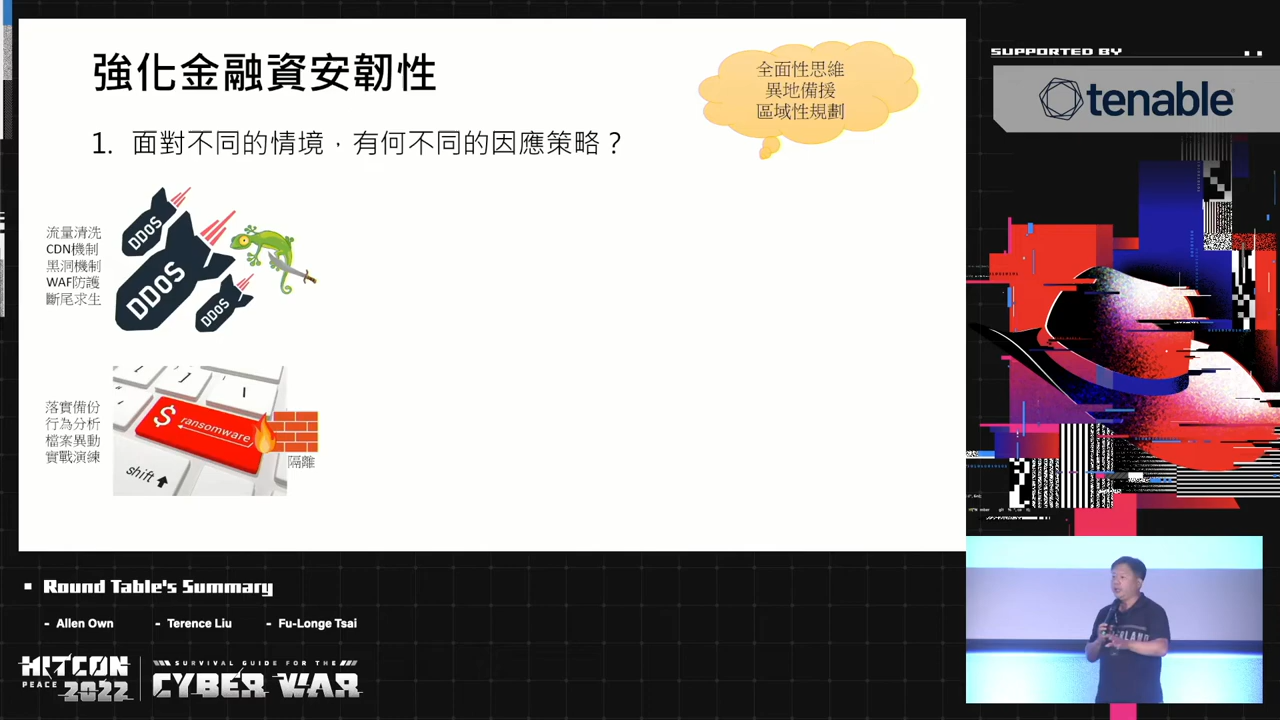 強化金融資安韌性
全面性思維
異地備援
區域性規劃
1. 面對不同的情境，有何不同的因應策略？
流量清洗
CDN機制
黑洞機制
WAF防護
斷尾求生
DDoS
DDoS
DDoS
落實備份
行為分析
檔案異動
實戰演練
$
ransomware
shift
隔離
SUPPORTED BY
tenable
Round Table's Summary
- Allen Own - Terence Liu - Fu-Longe Tsai
HITCON
PEACE 2022
SURVIVAL GUIDE FOR THE
CYBER WAR